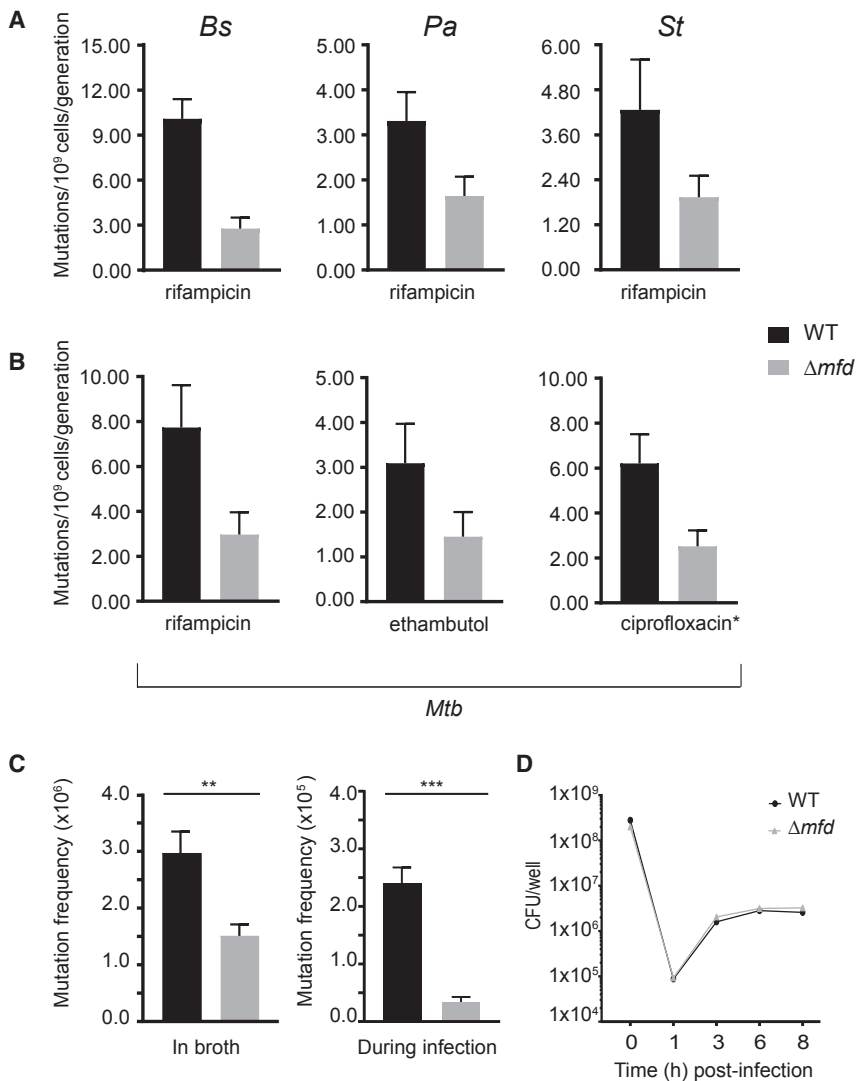 A
Bs
Pa
St
Mutations/10⁹ cells/generation
15.00
12.00
9.00
6.00
3.00
0.00
rifampicin
5.00
4.00
3.00
2.00
1.00
0.00
rifampicin
6.00
4.80
3.60
2.40
1.20
0.00
rifampicin
WT
Δmfd
B
Mutations/10⁹ cells/generation
10.00
8.00
6.00
4.00
2.00
0.00
rifampicin
5.00
4.00
3.00
2.00
1.00
0.00
ethambutol
10.00
8.00
6.00
4.00
2.00
0.00
ciprofloxacin*
Mtb
C
Mutation frequency (x10⁶)
4.0
3.0
2.0
1.0
0.0
**
In broth
Mutation frequency (x10⁵)
4.0
3.0
2.0
1.0
0.0
***
During infection
D
CFU/well
1x10⁹
1x10⁸
1x10⁷
1x10⁶
1x10⁵
1x10⁴
WT
Δmfd
0 1 3 6 8
Time (h) post-infection